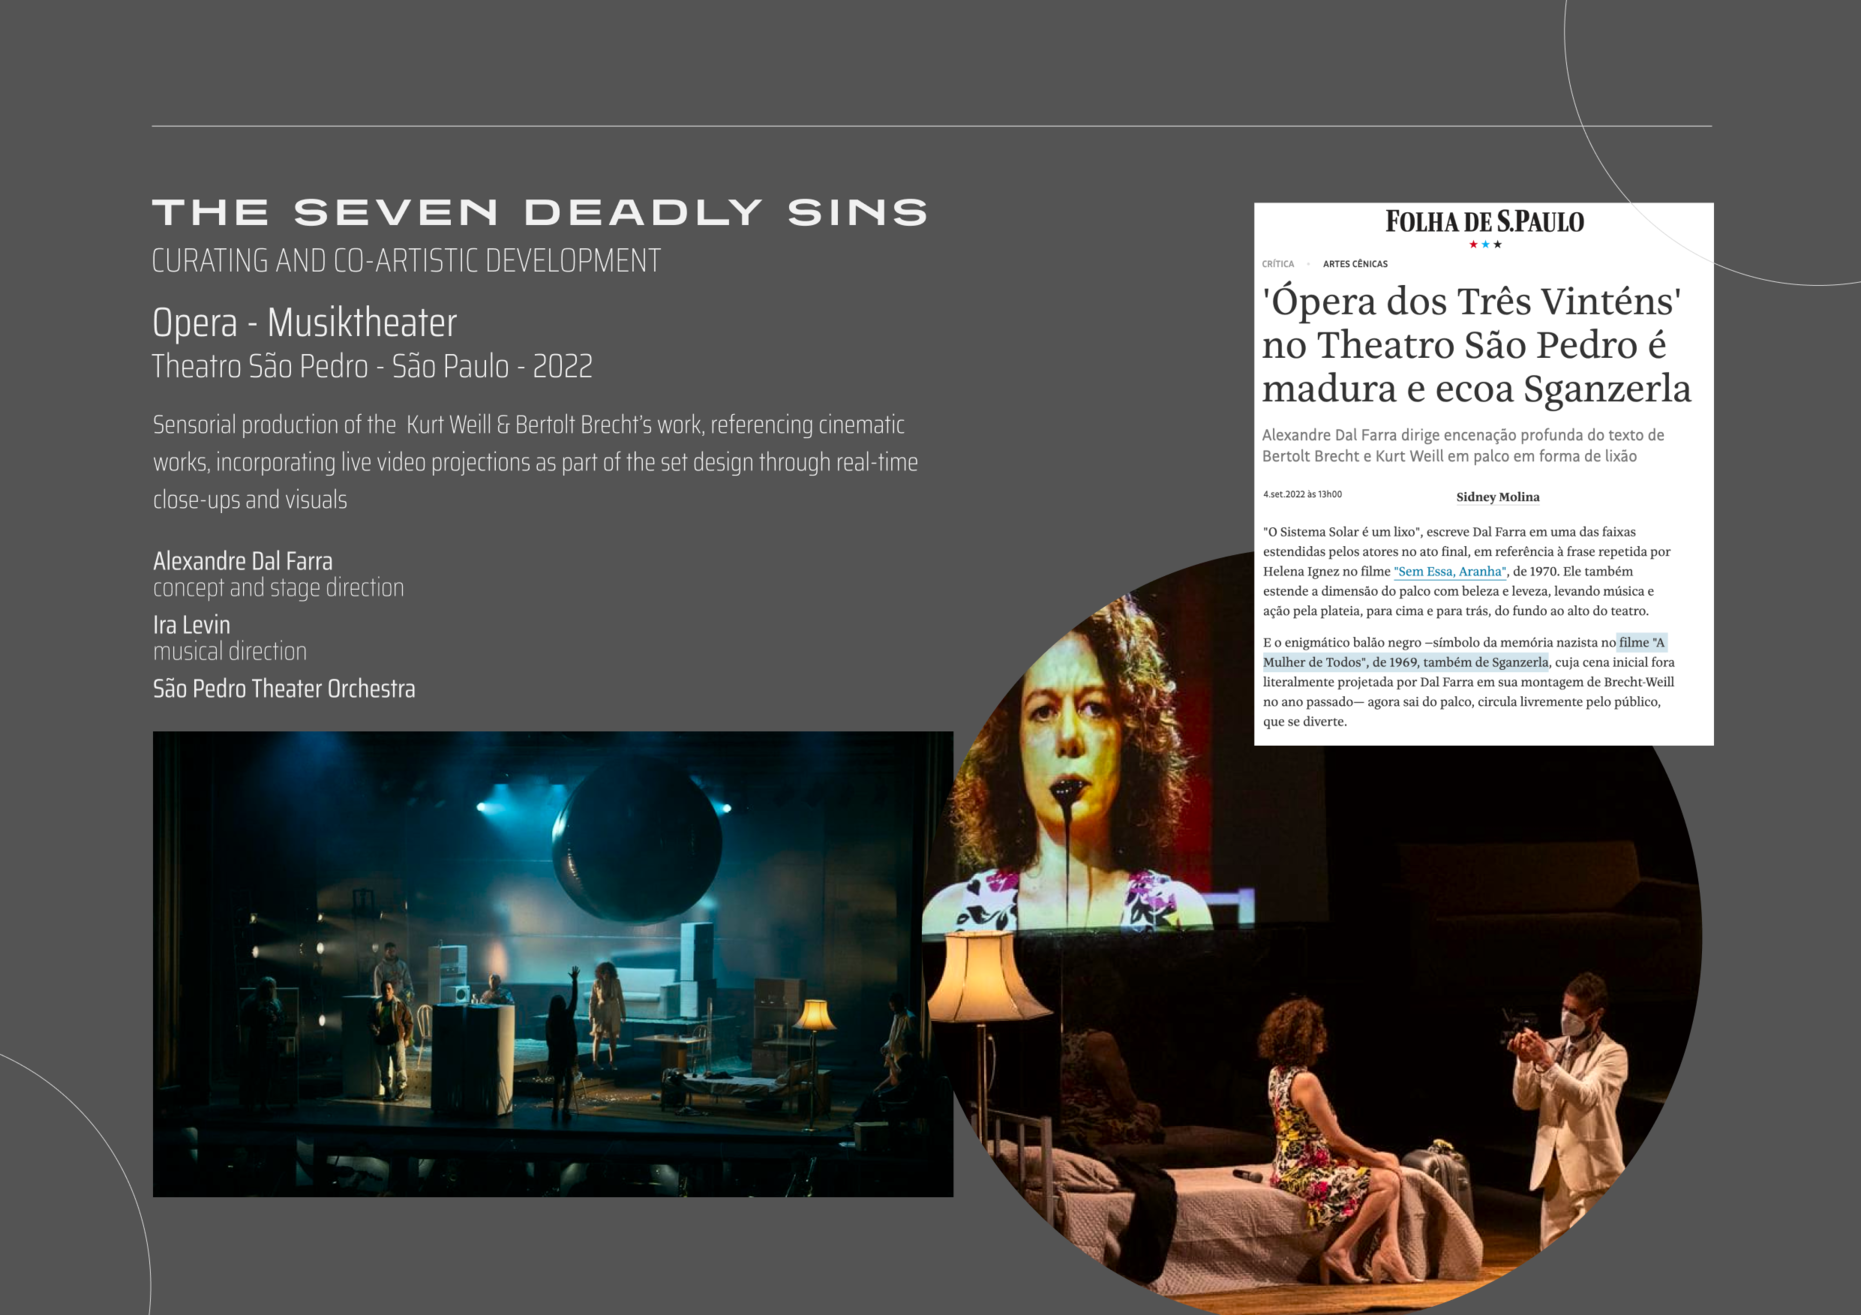 THE SEVEN DEADLY SINS
CURATING AND CO-ARTISTIC DEVELOPMENT
Opera - Musiktheater
Theatro São Pedro - São Paulo - 2022
Sensorial production of the Kurt Weill & Bertolt Brecht's work, referencing cinematic
works, incorporating live video projections as part of the set design through real-time
close-ups and visuals
Alexandre Dal Farra
concept and stage direction
Ira Levin
musical direction
São Pedro Theater Orchestra
FOLHA DE S.PAULO
CRÍTICA • ARTES CÊNICAS
'Ópera dos Três Vinténs'
no Theatro São Pedro é
madura e ecoa Sganzerla
Alexandre Dal Farra dirige encenação profunda do texto de
Bertolt Brecht e Kurt Weill em palco em forma de lixão
4.set.2022 às 13h00
Sidney Molina
"O Sistema Solar é um lixo", escreve Dal Farra em uma das faixas
estendidas pelos atores no ato final, em referência à frase repetida por
Helena Ignez no filme "Sem Essa, Aranha", de 1970. Ele também
estende a dimensão do palco com beleza e leveza, levando música e
ação pela plateia, para cima e para trás, do fundo ao alto do teatro.
E o enigmático balão negro —símbolo da memória nazista no filme "A
Mulher de Todos", de 1969, também de Sganzerla, cuja cena inicial fora
literalmente projetada por Dal Farra em sua montagem de Brecht-Weill
no ano passado— agora sai do palco, circula livremente pelo público,
que se diverte.